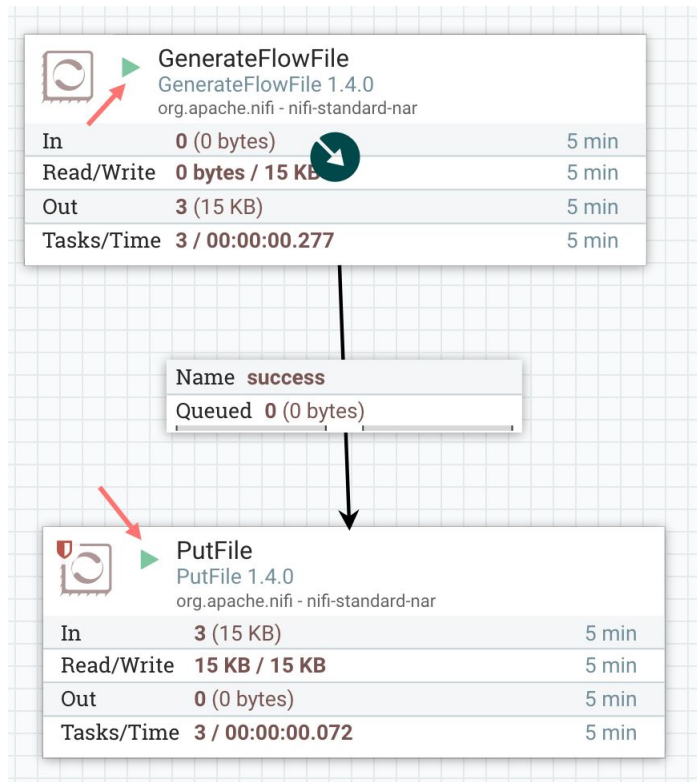 GenerateFlowFile
GenerateFlowFile 1.4.0
org.apache.nifi - nifi-standard-nar
In 0 (0 bytes) 5 min
Read/Write 0 bytes / 15 KB 5 min
Out 3 (15 KB) 5 min
Tasks/Time 3 / 00:00:00.277 5 min
Name success
Queued 0 (0 bytes)
PutFile
PutFile 1.4.0
org.apache.nifi - nifi-standard-nar
In 3 (15 KB) 5 min
Read/Write 15 KB / 15 KB 5 min
Out 0 (0 bytes) 5 min
Tasks/Time 3 / 00:00:00.072 5 min